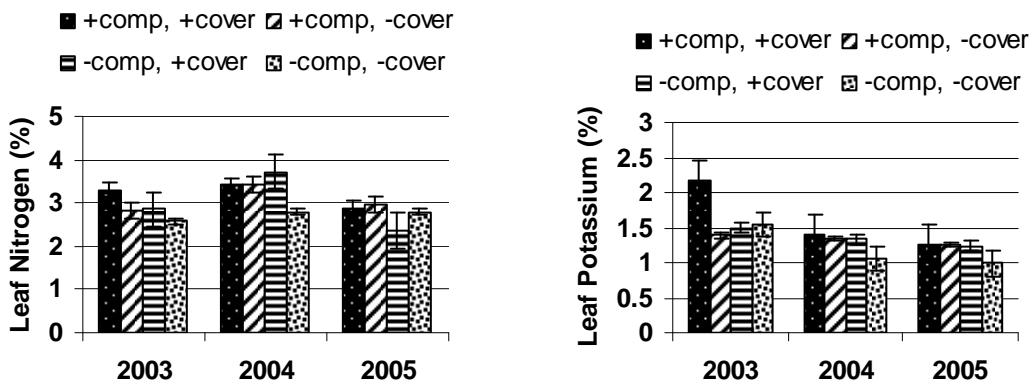 +comp, +cover +comp, -cover
-comp, +cover -comp, -cover
Leaf Nitrogen (%)
5
4
3
2
1
0
2003 2004 2005
+comp, +cover +comp, -cover
-comp, +cover -comp, -cover
Leaf Potassium (%)
3
2.5
2
1.5
1
0.5
0
2003 2004 2005